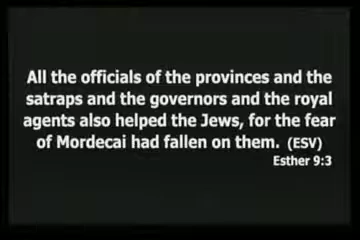 All the officials of the provinces and the
satraps and the governors and the royal
agents also helped the Jews, for the fear
of Mordecai had fallen on them. (ESV)
Esther 9:3